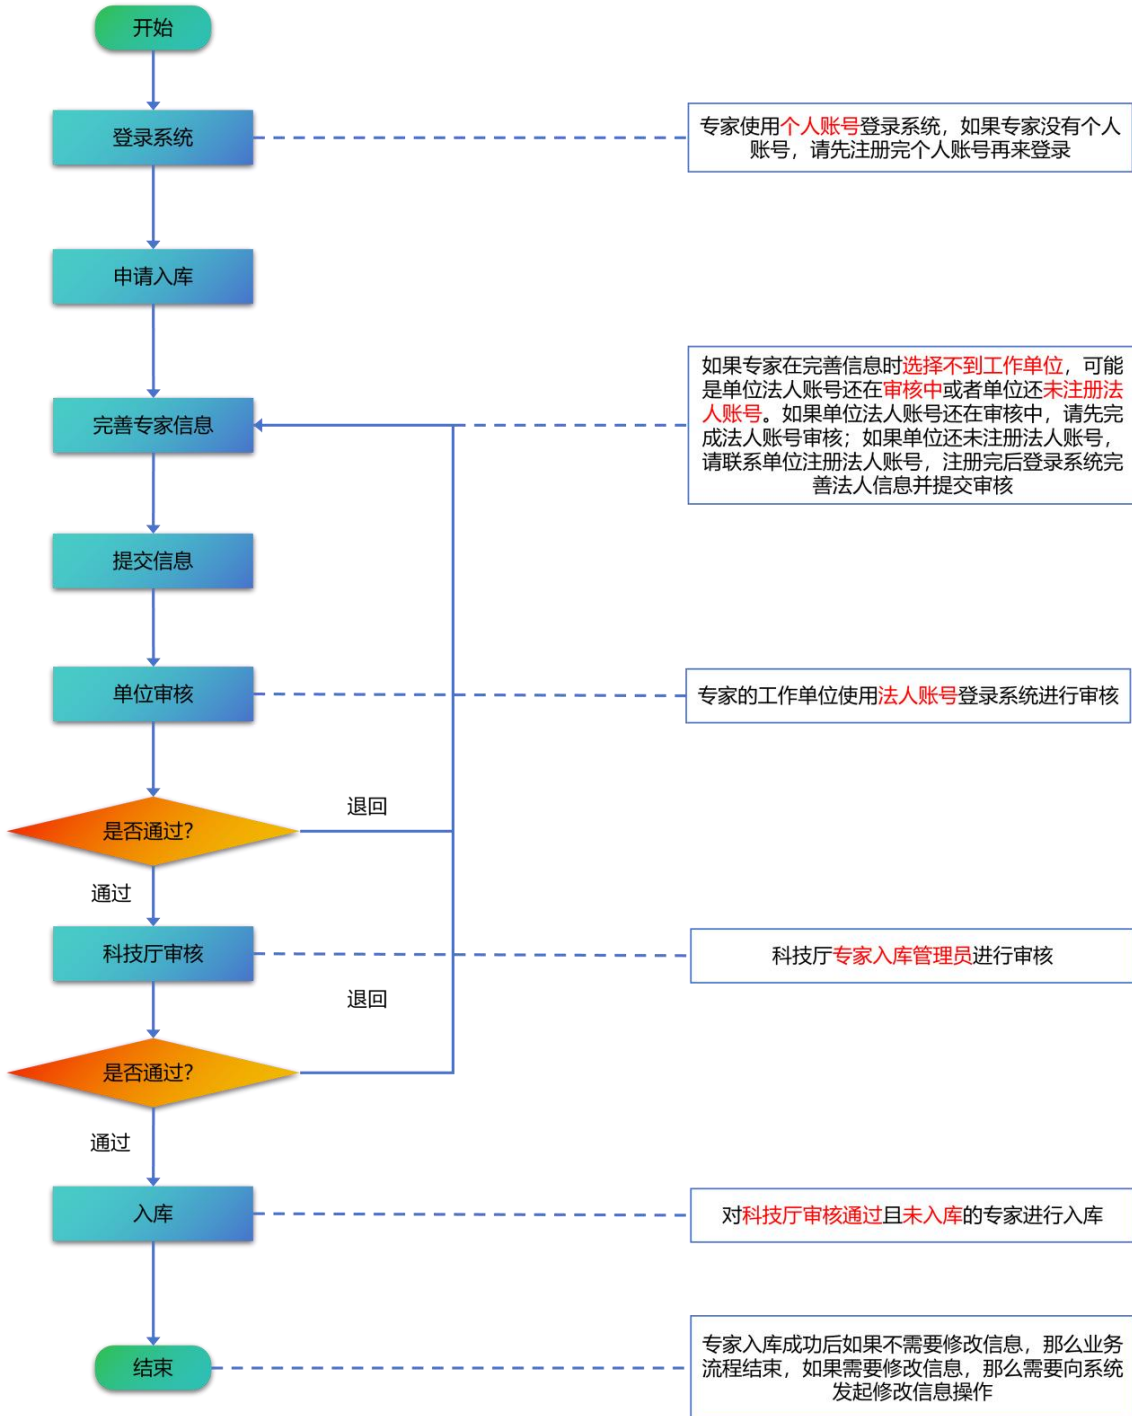 开始
登录系统
专家使用个人账号登录系统，如果专家没有个人
账号，请先注册完个人账号再来登录
申请入库
如果专家在完善信息时选择不到工作单位，可能
是单位法人账号还在审核中或者单位还未注册法
人账号。如果单位法人账号还在审核中，请先完
成法人账号审核；如果单位还未注册法人账号，
请联系单位注册法人账号，注册完后登录系统完
善法人信息并提交审核
完善专家信息
提交信息
单位审核
专家的工作单位使用法人账号登录系统进行审核
是否通过？
退回
通过
科技厅审核
科技厅专家入库管理员进行审核
退回
是否通过？
通过
入库
对科技厅审核通过且未入库的专家进行入库
结束
专家入库成功后如果不需要修改信息，那么业务
流程结束，如果需要修改信息，那么需要向系统
发起修改信息操作